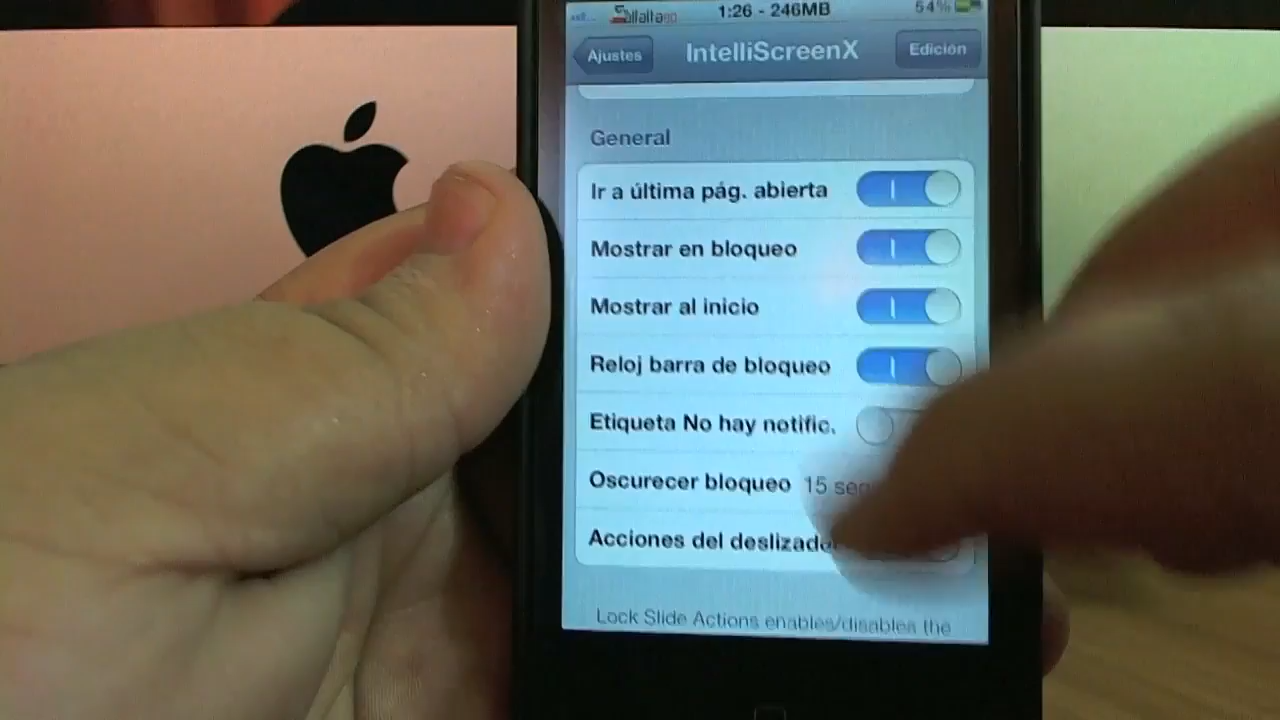 1:26 - 246MB
54%
Ajustes
IntelliScreenX
Edición
General
Ir a última pág. abierta
Mostrar en bloqueo
Mostrar al inicio
Reloj barra de bloqueo
Etiqueta No hay notific.
Oscurecer bloqueo 15
Acciones del
Lock Slide Actions enables/disables the